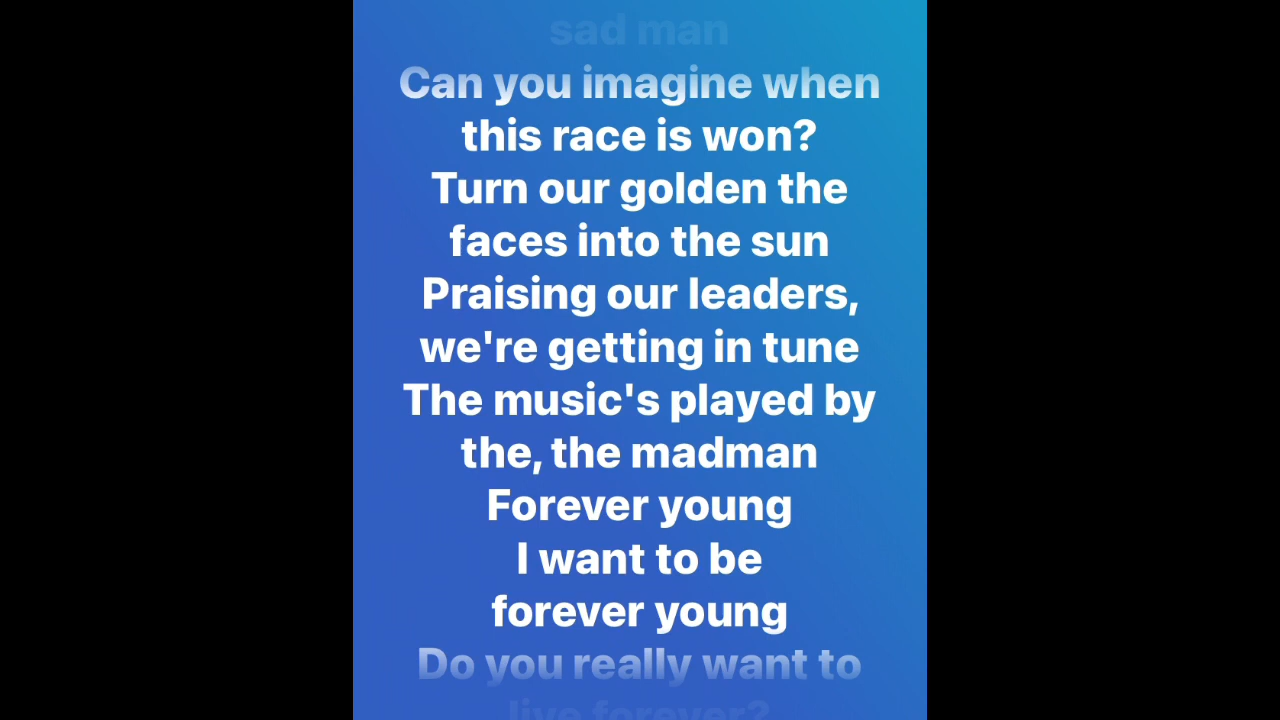 sad man
Can you imagine when
this race is won?
Turn our golden the
faces into the sun
Praising our leaders,
we're getting in tune
The music's played by
the, the madman
Forever young
I want to be
forever young
Do you really want to
live forever?